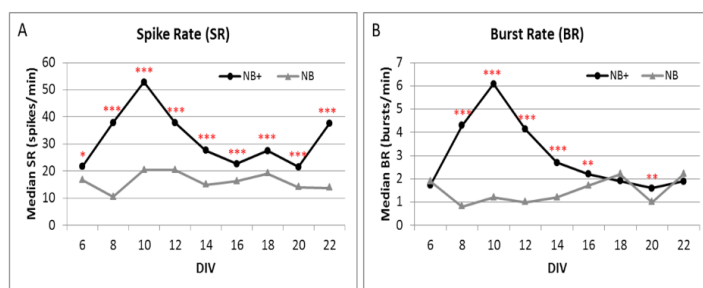 A
Spike Rate (SR)
NB+ NB
Median SR (spikes/min)
60
50
40
30
20
10
0
* *** *** *** *** *** *** *** ***
6 8 10 12 14 16 18 20 22
DIV
B
Burst Rate (BR)
NB+ NB
Median BR (bursts/min)
7
6
5
4
3
2
1
0
*** *** *** *** ** **
6 8 10 12 14 16 18 20 22
DIV